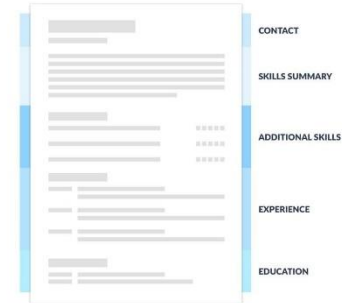 CONTACT
SKILLS SUMMARY
ADDITIONAL SKILLS
EXPERIENCE
EDUCATION